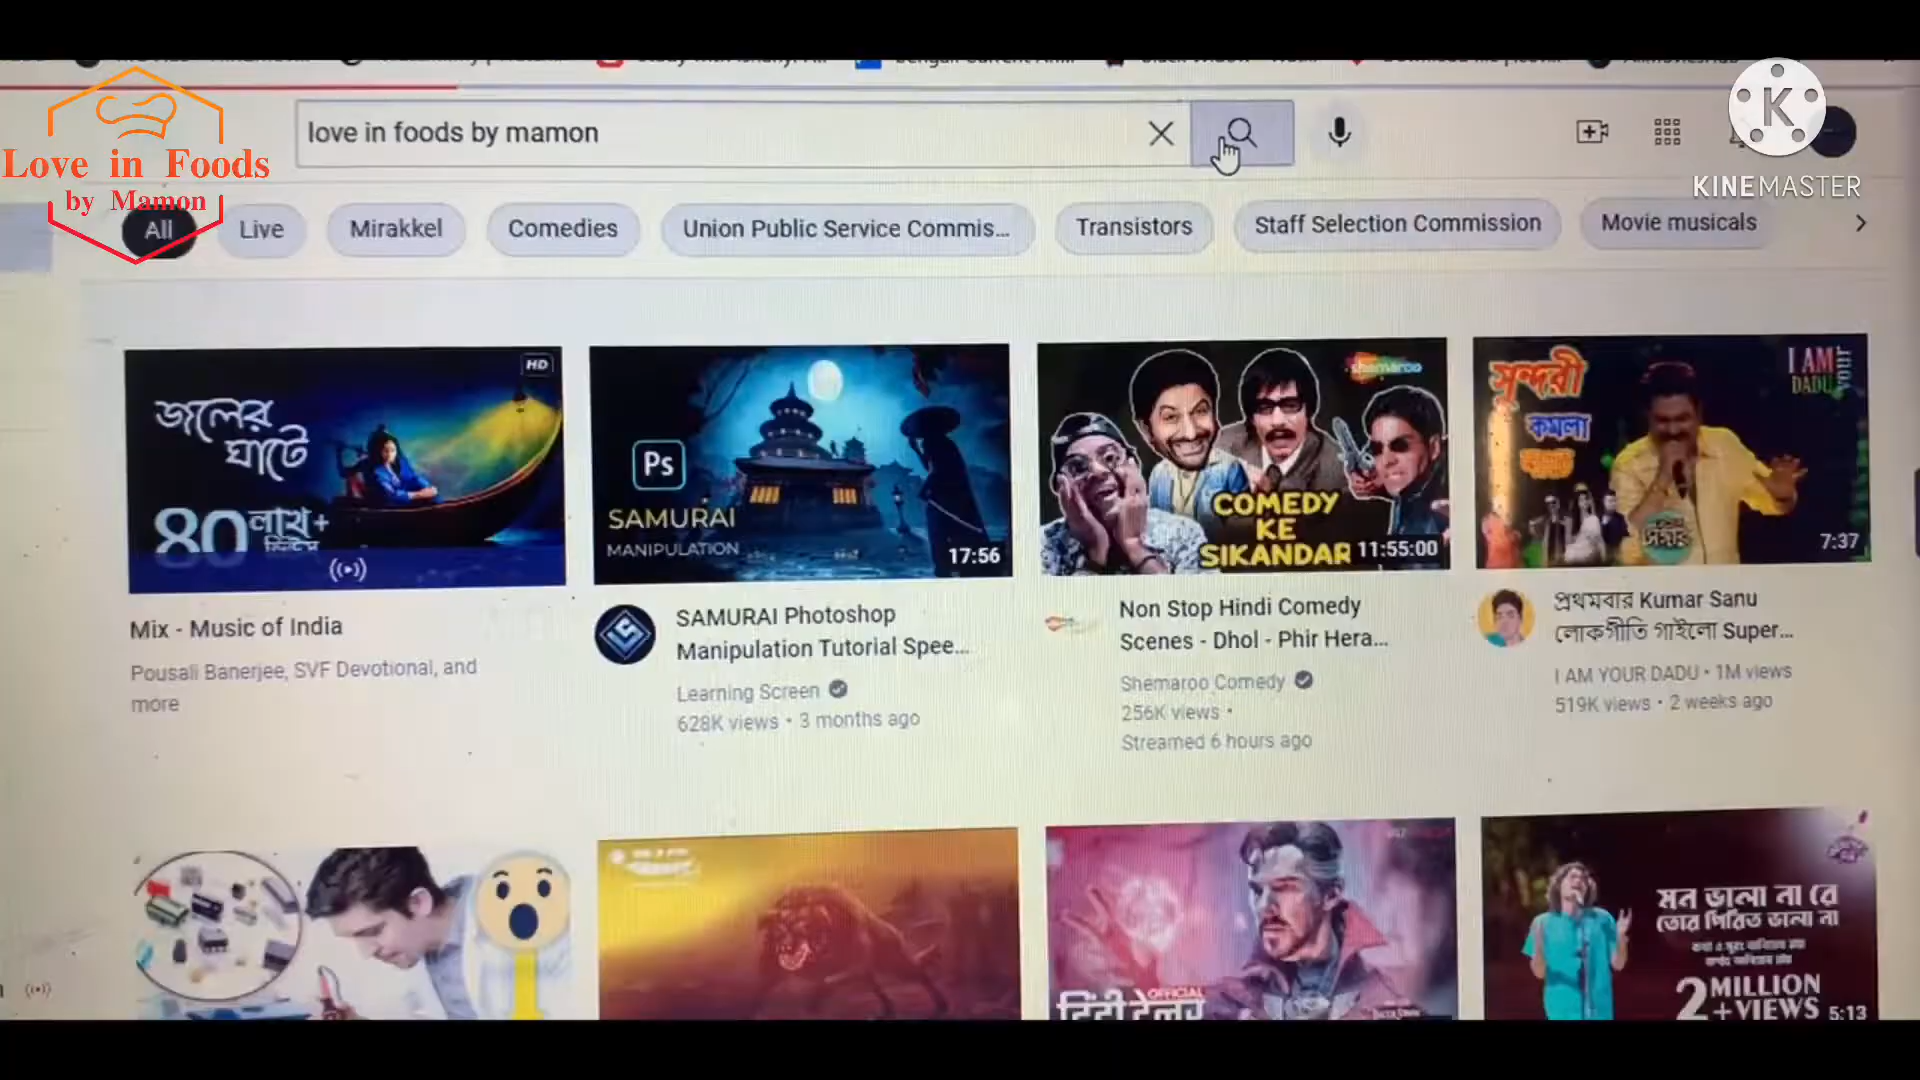 love in foods by mamon
Love in Foods
by Mamon
KINEMASTER
All
Live
Mirakkel
Comedies
Union Public Service Commis...
Transistors
Staff Selection Commission
Movie musicals
HD
জলের
ঘাটে
80 লাখ+
Ps
SAMURAI
MANIPULATION
17:56
shemaroo
COMEDY
KE
SIKANDAR
11:55:00
সুন্দরী
কমলা
I AM
YOUR
DADU
7:37
Mix - Music of India
Pousali Banerjee, SVF Devotional, and
more
SAMURAI Photoshop
Manipulation Tutorial Spee...
Learning Screen
628K views • 3 months ago
Non Stop Hindi Comedy
Scenes - Dhol - Phir Hera...
Shemaroo Comedy
256K views •
Streamed 6 hours ago
প্রথমবার Kumar Sanu
লোকগীতি গাইলো Super...
I AM YOUR DADU • 1M views
519K views • 2 weeks ago
OFFICIAL
हिंदी ट्रेलर
মন ভালা না রে
তোর পিরিত ভালা না
2 MILLION
+VIEWS
5:13